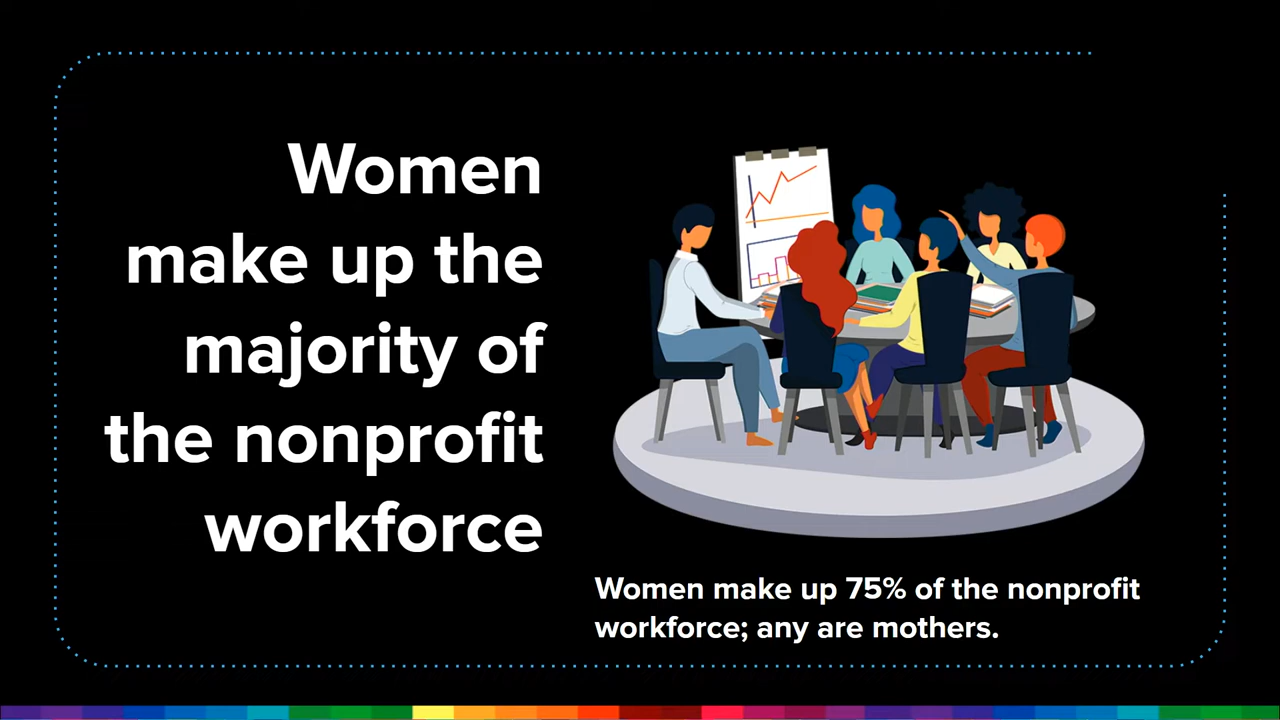 Women
make up the
majority of
the nonprofit
workforce
Women make up 75% of the nonprofit
workforce; any are mothers.